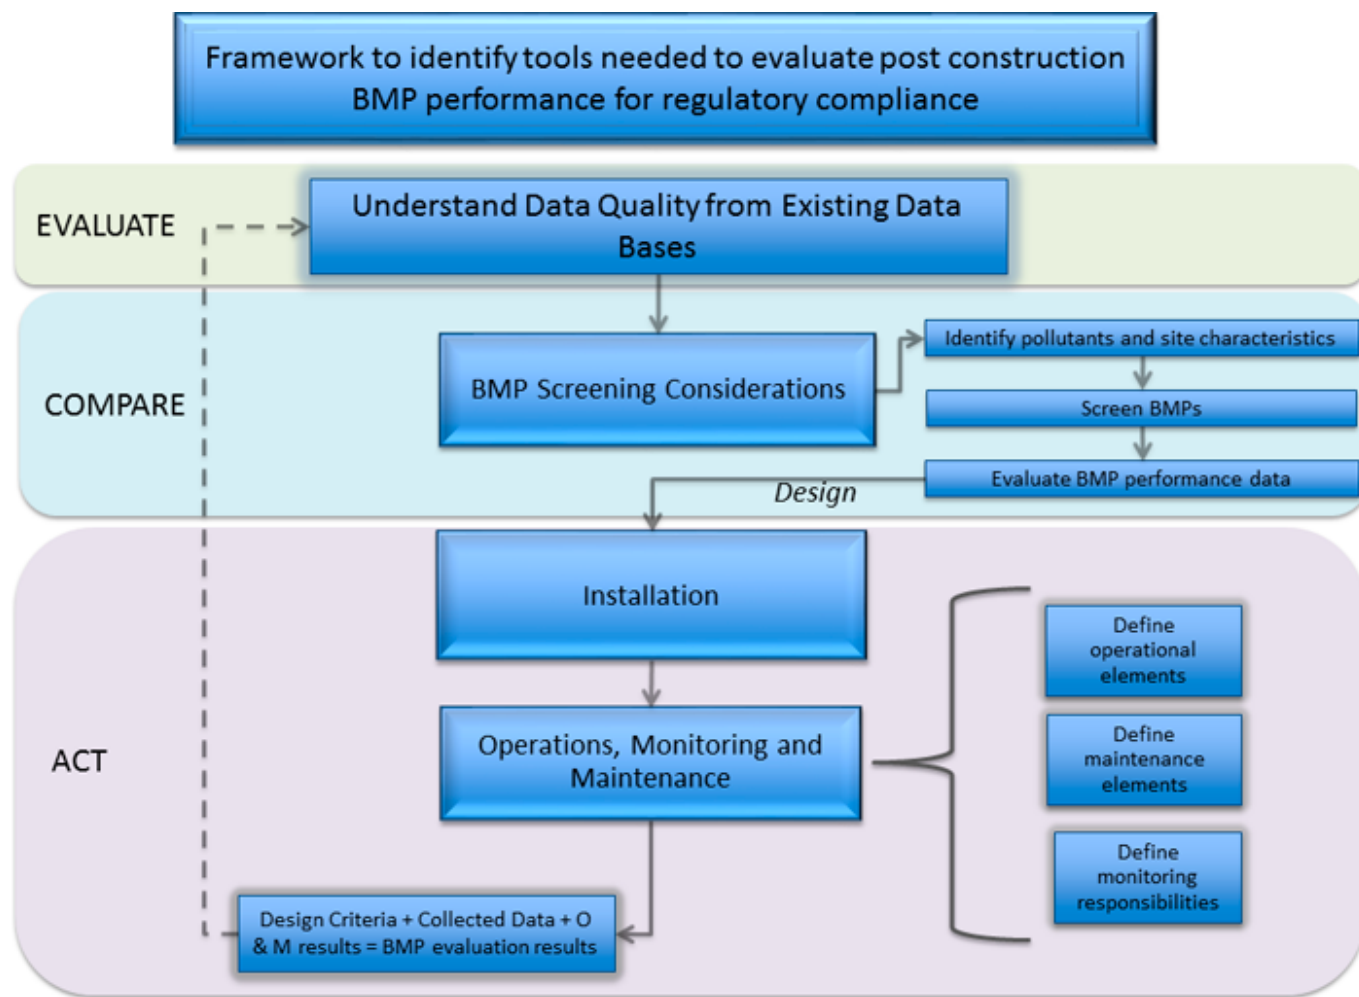 Framework to identify tools needed to evaluate post construction
BMP performance for regulatory compliance
EVALUATE
Understand Data Quality from Existing Data
Bases
COMPARE
BMP Screening Considerations
Identify pollutants and site characteristics
Screen BMPs
Evaluate BMP performance data
Design
ACT
Installation
Operations, Monitoring and
Maintenance
Define
operational
elements
Define
maintenance
elements
Define
monitoring
responsibilities
Design Criteria + Collected Data + O
& M results = BMP evaluation results